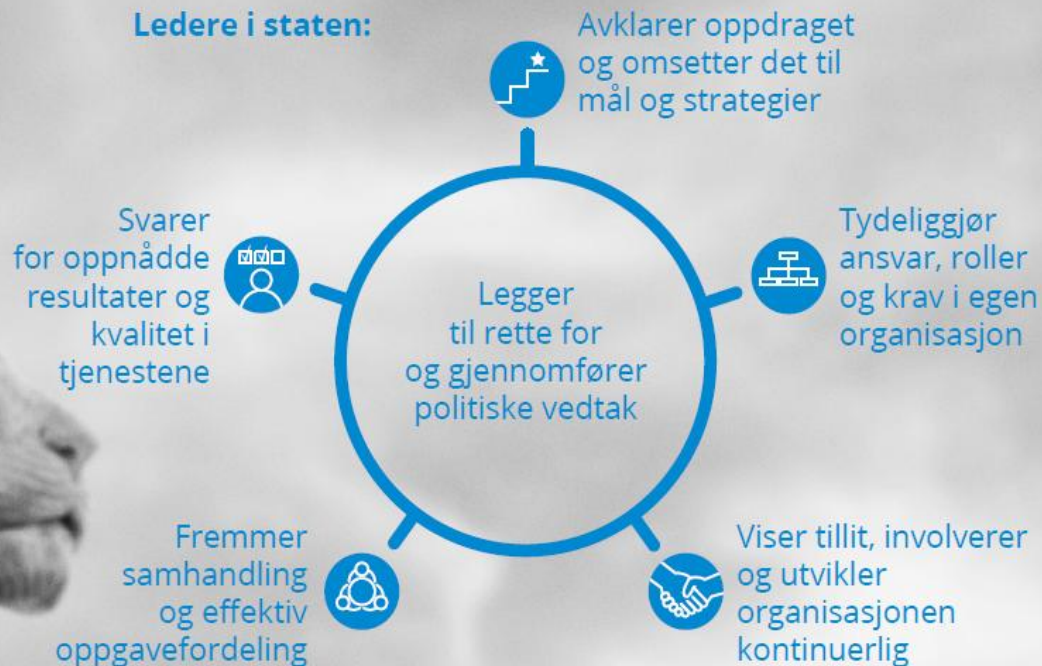 Ledere i staten:
Avklarer oppdraget
og omsetter det til
mål og strategier
Tydeliggjør
ansvar, roller
og krav i egen
organisasjon
Viser tillit, involverer
og utvikler
organisasjonen
kontinuerlig
Fremmer
samhandling
og effektiv
oppgavefordeling
Svarer
for oppnådde
resultater og
kvalitet i
tjenestene
Legger
til rette for
og gjennomfører
politiske vedtak